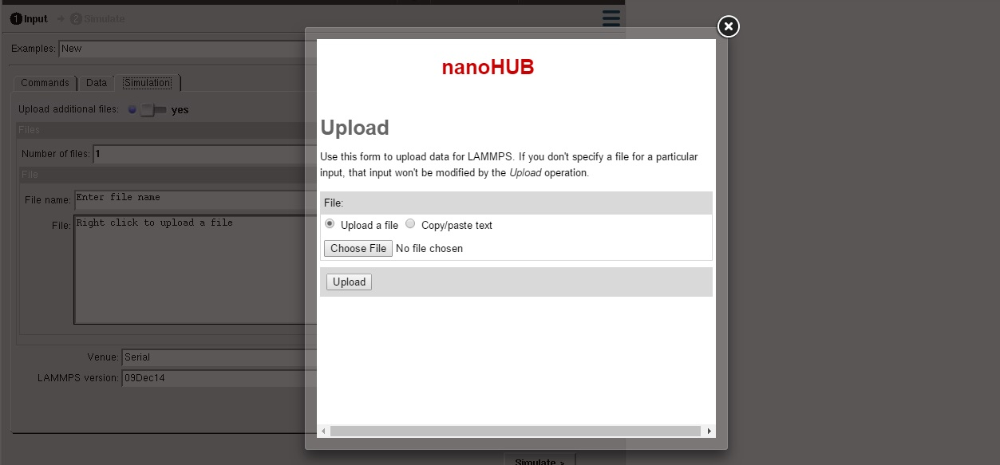 1 Input → 2 Simulate
Examples: New
Commands Data Simulation
Upload additional files: yes
Files
Number of files: 1
File
File name: Enter file name
File: Right click to upload a file
Venue: Serial
LAMMPS version: 09Dec14
Simulate >
nanoHUB
Upload
Use this form to upload data for LAMMPS. If you don't specify a file for a particular
input, that input won't be modified by the Upload operation.
File:
Upload a file Copy/paste text
Choose File No file chosen
Upload